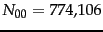 N₀₀ = 774,106